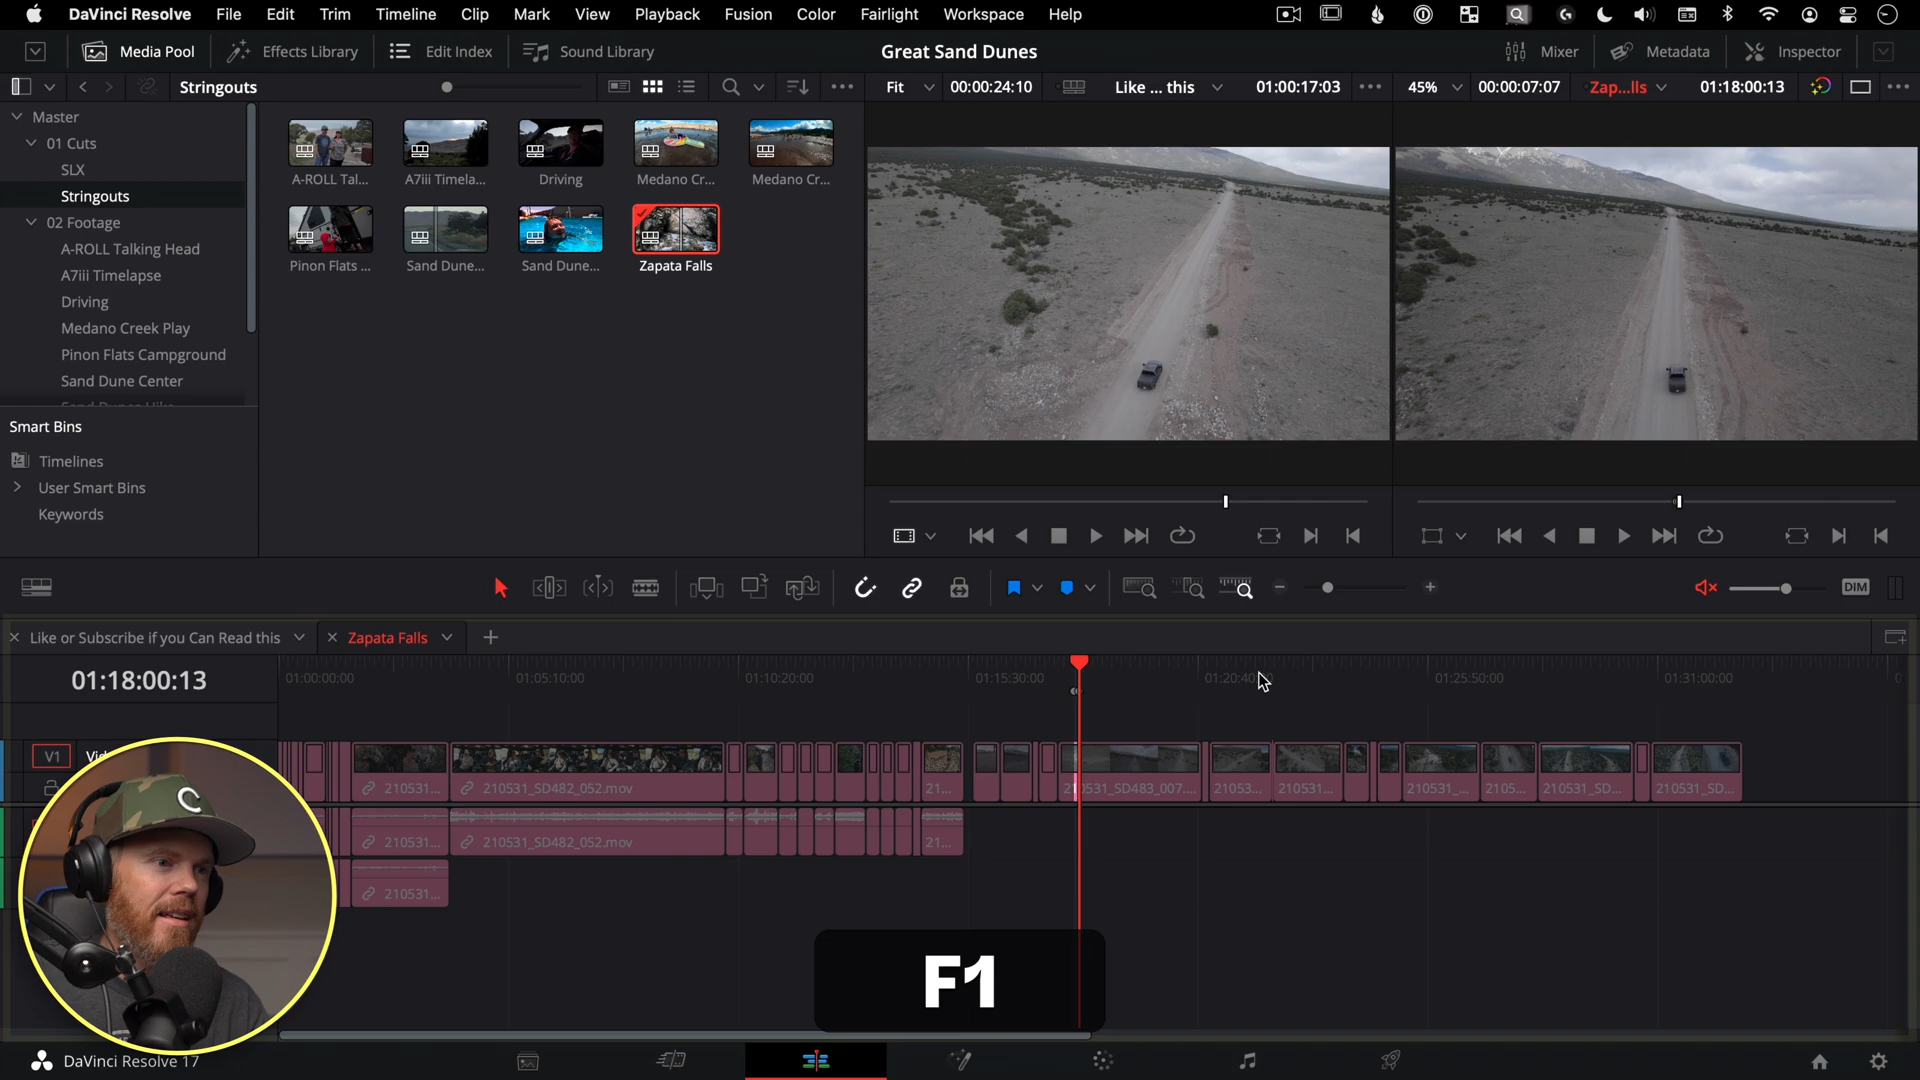 DaVinci Resolve File Edit Trim Timeline Clip Mark View Playback Fusion Color Fairlight Workspace Help
Media Pool Effects Library Edit Index Sound Library Great Sand Dunes Mixer Metadata Inspector
Stringouts Fit 00:00:24:10 Like ... this 01:00:17:03 45% 00:00:07:07 Zap...lls 01:18:00:13
Master
01 Cuts
SLX
Stringouts
02 Footage
A-ROLL Talking Head
A7iii Timelapse
Driving
Medano Creek Play
Pinon Flats Campground
Sand Dune Center
A-ROLL Tal... A7iii Timela... Driving Medano Cr... Medano Cr...
Pinon Flats ... Sand Dune... Sand Dune... Zapata Falls
Smart Bins
Timelines
User Smart Bins
Keywords
DIM
Like or Subscribe if you Can Read this Zapata Falls
01:18:00:13
01:00:00:00 01:05:10:00 01:10:20:00 01:15:30:00 01:20:40 01:25:50:00 01:31:00:00
V1
210531... 210531_SD482_052.mov 21... 210531_SD483_007.... 21053... 210531... 210531_... 2105... 210531_SD... 210531_SD...
210531... 210531_SD482_052.mov 21...
210531...
F1
DaVinci Resolve 17